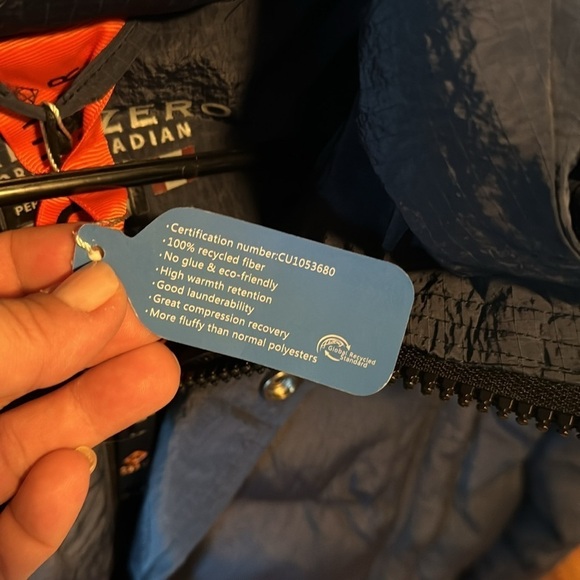 ZERO
ADIAN
PE
·Certification number:CU1053680
·100% recycled fiber
·No glue & eco-friendly
·High warmth retention
·Good launderability
·Great compression recovery
·More fluffy than normal polyesters
Global Recycled
Standard